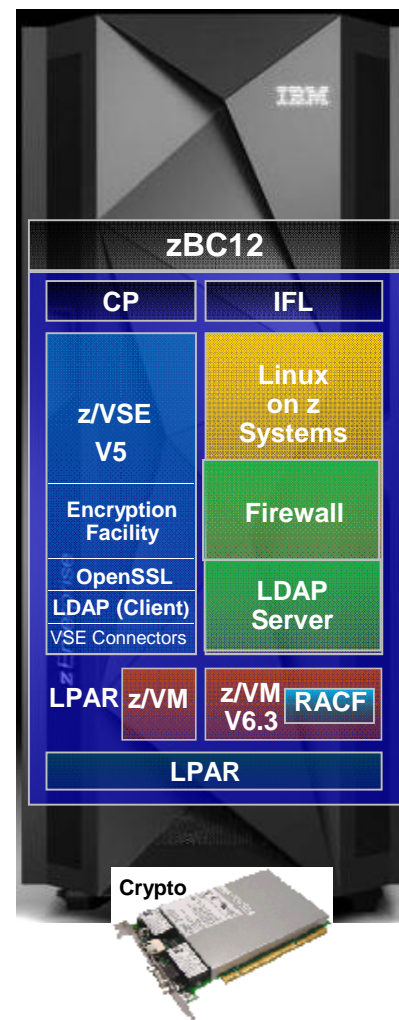 IBM
zBC12
CP
IFL
z/VSE
V5
Encryption
Facility
OpenSSL
LDAP (Client)
VSE Connectors
Linux
on z
Systems
Firewall
LDAP
Server
zEnterprise
LPAR
z/VM
z/VM
V6.3
RACF
LPAR
Crypto